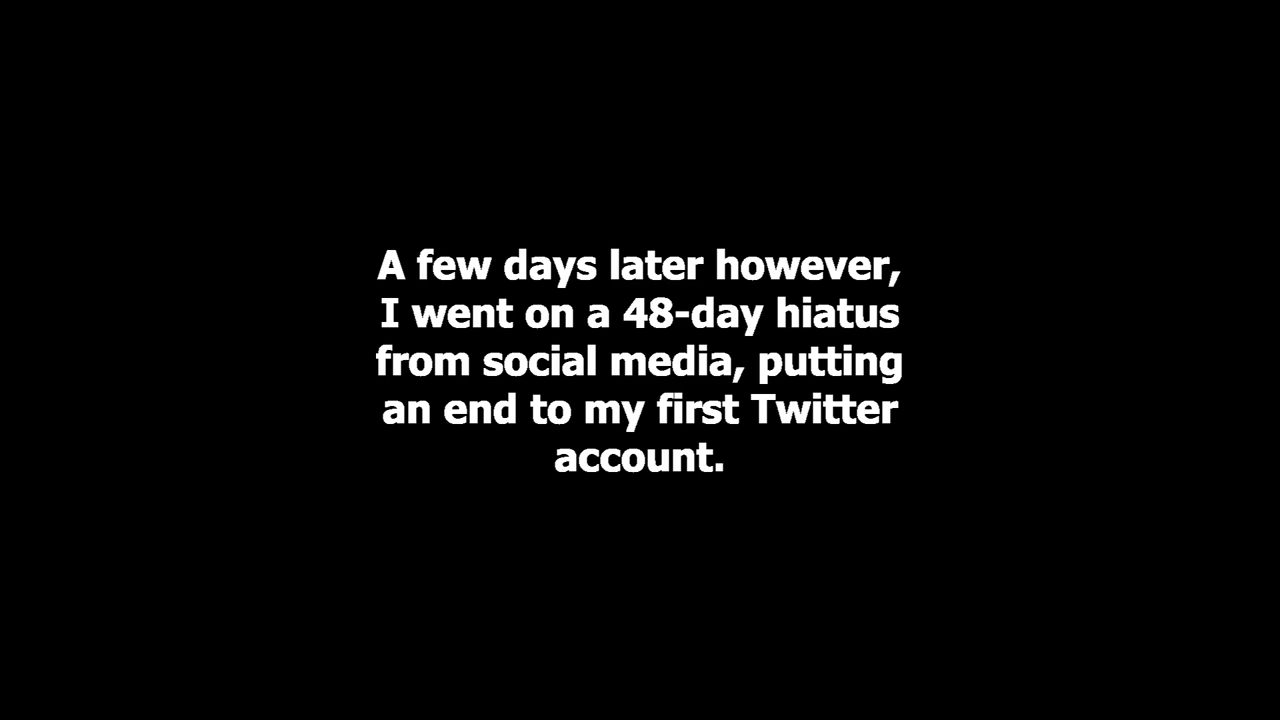 A few days later however,
I went on a 48-day hiatus
from social media, putting
an end to my first Twitter
account.